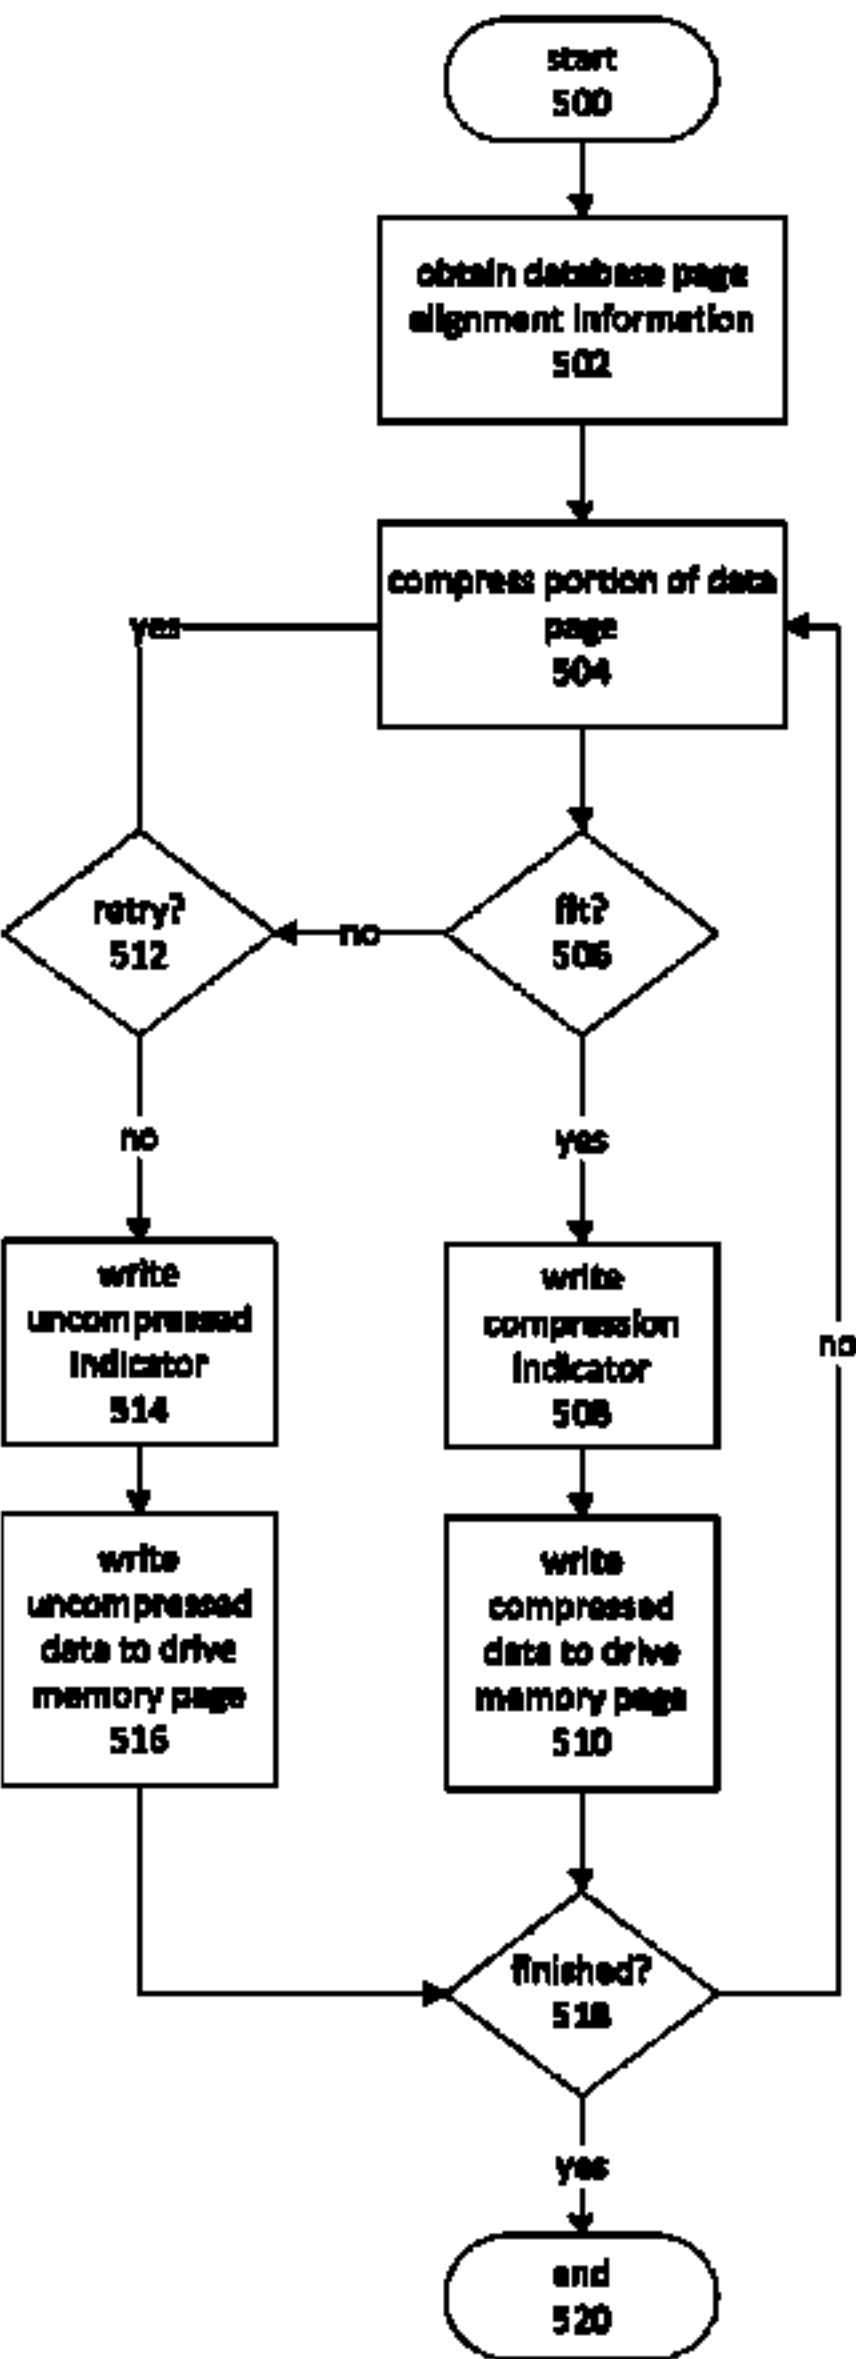 start
500
obtain database page
alignment information
502
compress portion of data
page
504
yes
retry?
512
no
fit?
506
no
yes
write
uncompressed
indicator
514
write
compression
indicator
508
no
write
uncompressed
data to drive
memory page
516
write
compressed
data to drive
memory page
510
finished?
518
yes
end
520